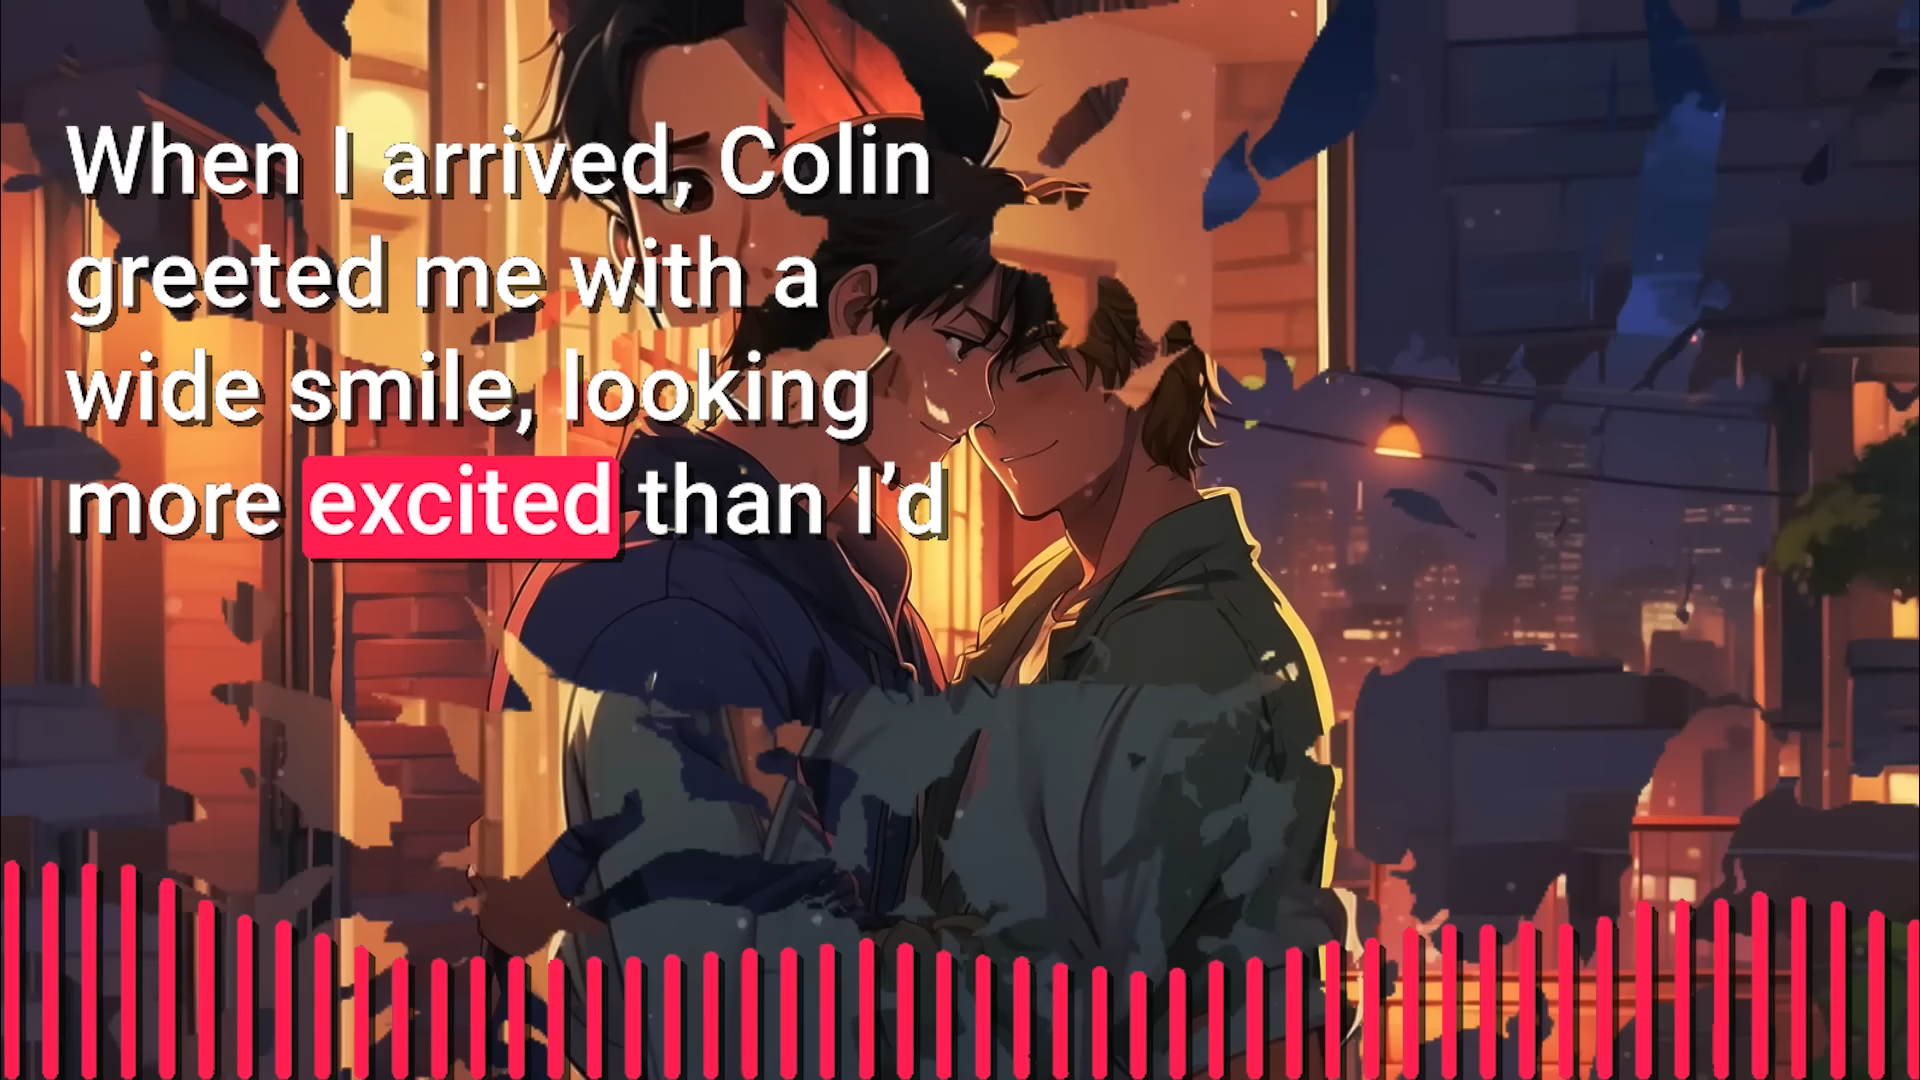 When I arrived, Colin
greeted me with a
wide smile, looking
more excited than I’d